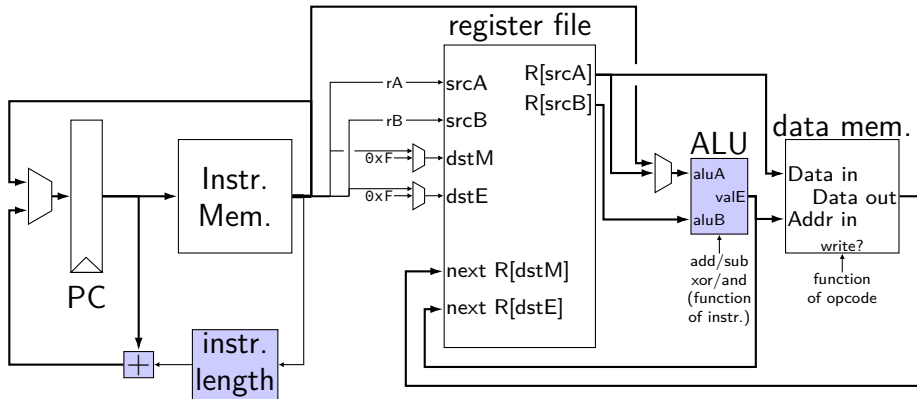 register file
rA
srcA
R[srcA]
rB
srcB
R[srcB]
0xF
dstM
0xF
dstE
next R[dstM]
next R[dstE]
PC
Instr.
Mem.
+
instr.
length
ALU
aluA
valE
aluB
add/sub
xor/and
(function
of instr.)
data mem.
Data in
Data out
Addr in
write?
function
of opcode